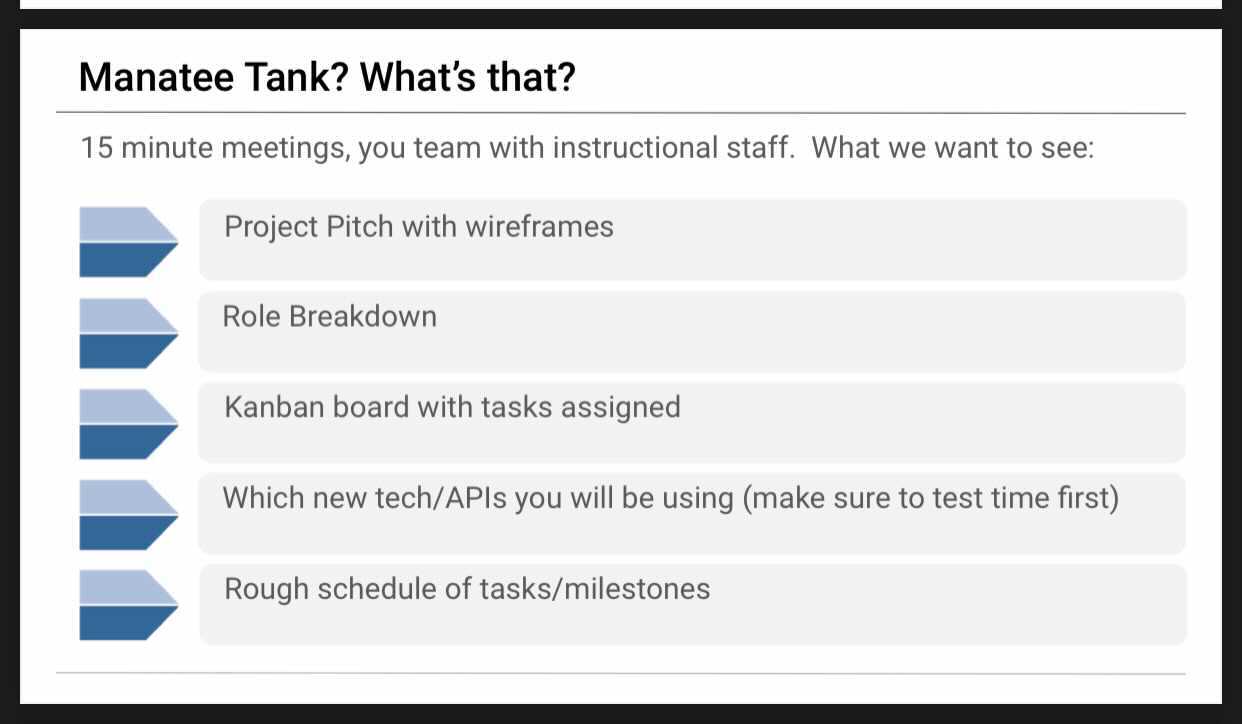 Manatee Tank? What's that?
15 minute meetings, you team with instructional staff.  What we want to see:
Project Pitch with wireframes
Role Breakdown
Kanban board with tasks assigned
Which new tech/APIs you will be using (make sure to test time first)
Rough schedule of tasks/milestones